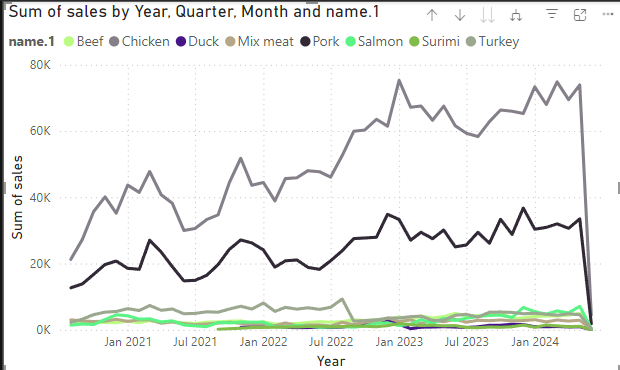 Sum of sales by Year, Quarter, Month and name.1
name.1 Beef Chicken Duck Mix meat Pork Salmon Surimi Turkey
80K
60K
40K
20K
0K
Sum of sales
Jan 2021 Jul 2021 Jan 2022 Jul 2022 Jan 2023 Jul 2023 Jan 2024
Year